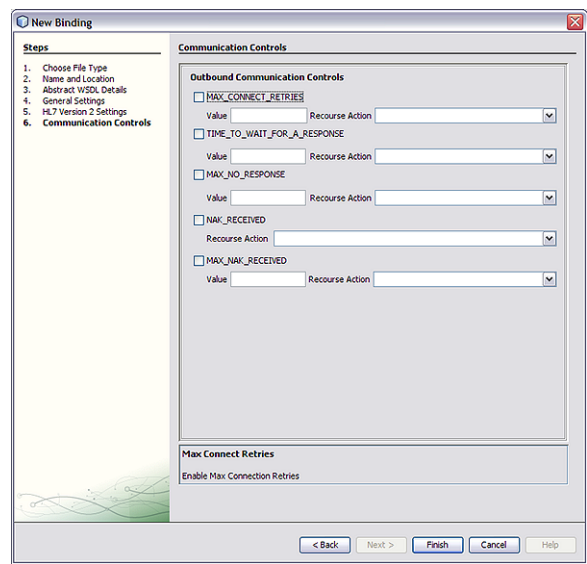 New Binding
Steps
1. Choose File Type
2. Name and Location
3. Abstract WSDL Details
4. General Settings
5. HL7 Version 2 Settings
6. Communication Controls
Communication Controls
Outbound Communication Controls
MAX_CONNECT_RETRIES
Value Recourse Action
TIME_TO_WAIT_FOR_A_RESPONSE
Value Recourse Action
MAX_NO_RESPONSE
Value Recourse Action
NAK_RECEIVED
Recourse Action
MAX_NAK_RECEIVED
Value Recourse Action
Max Connect Retries
Enable Max Connection Retries
< Back Next > Finish Cancel Help